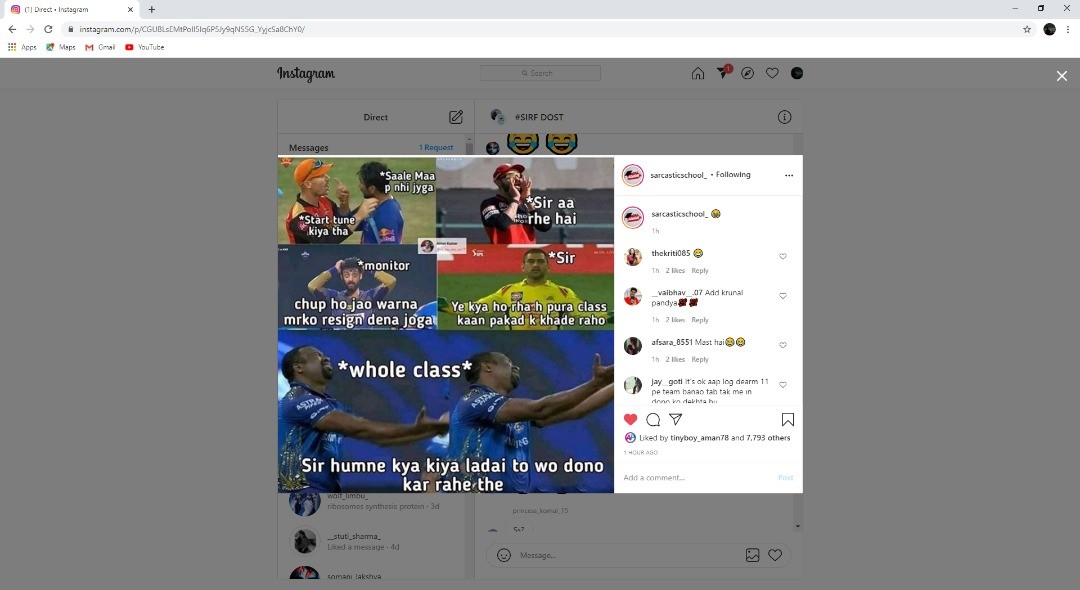 (1) Direct • Instagram
instagram.com/p/CGUBLsEMtPoII5Iq6P5Jy9qNS5G_YyjcSa8ChY0/
Apps
Maps
Gmail
YouTube
Instagram
Search
1
Direct
#SIRF DOST
Messages
1 Request
*Saale Maa
p nhi jyga
*Start tune
kiya tha
*Sir aa
rhe hai
*monitor
chup ho jao warna
mrko resign dena joga
*Sir
Ye kya ho rha h pura class
kaan pakad k khade raho
*whole class*
Sir humne kya kiya ladai to wo dono
kar rahe the
sarcasticschool_ • Following
sarcasticschool_ 😂
1h
thekriti085 😂
1h 2 likes Reply
__vaibhav__.07 Add krunal
pandya
1h 2 likes Reply
afsara_8551 Mast hai😂😂
1h 2 likes Reply
jay__goti It's ok aap log dearm 11
pe team banao tab tak me in
dono ko dekhta hu
Liked by tinyboy_aman78 and 7,793 others
1 HOUR AGO
Add a comment...
Post
wolf_limbu_
ribosomes synthesis protein · 3d
__stuti_sharma_
Liked a message · 4d
somani_lakshya
princess_komal_15
Message...